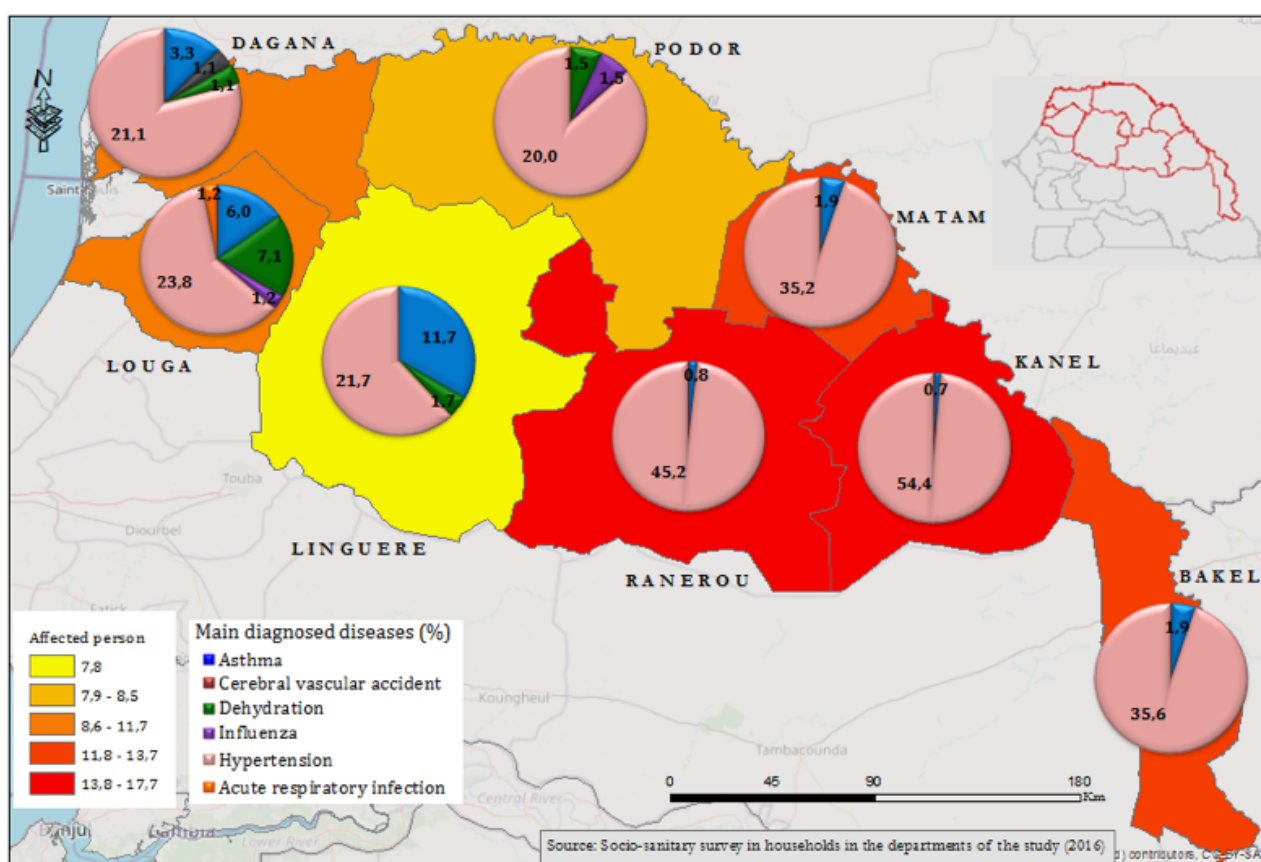 DAGANA
PODOR
N
3,3
1,1
1,1
21,1
1,5
1,5
20,0
1,2
6,0
7,1
23,8
1,2
1,9
MATAM
35,2
LOUGA
11,7
21,7
1,7
KANEL
0,8
0,7
45,2
54,4
Touba
Diourbel
LINGUERE
RANEROU
BAKEL
1,9
35,6
Affected person
7,8
7,9 - 8,5
8,6 - 11,7
11,8 - 13,7
13,8 - 17,7
Main diagnosed diseases (%)
Asthma
Cerebral vascular accident
Dehydration
Influenza
Hypertension
Acute respiratory infection
Koungheul
Tambacounda
0 45 90 180
Km
Central River
Lower River
Source: Socio-sanitary survey in households in the departments of the study (2016)
contributors, CC-BY-SA